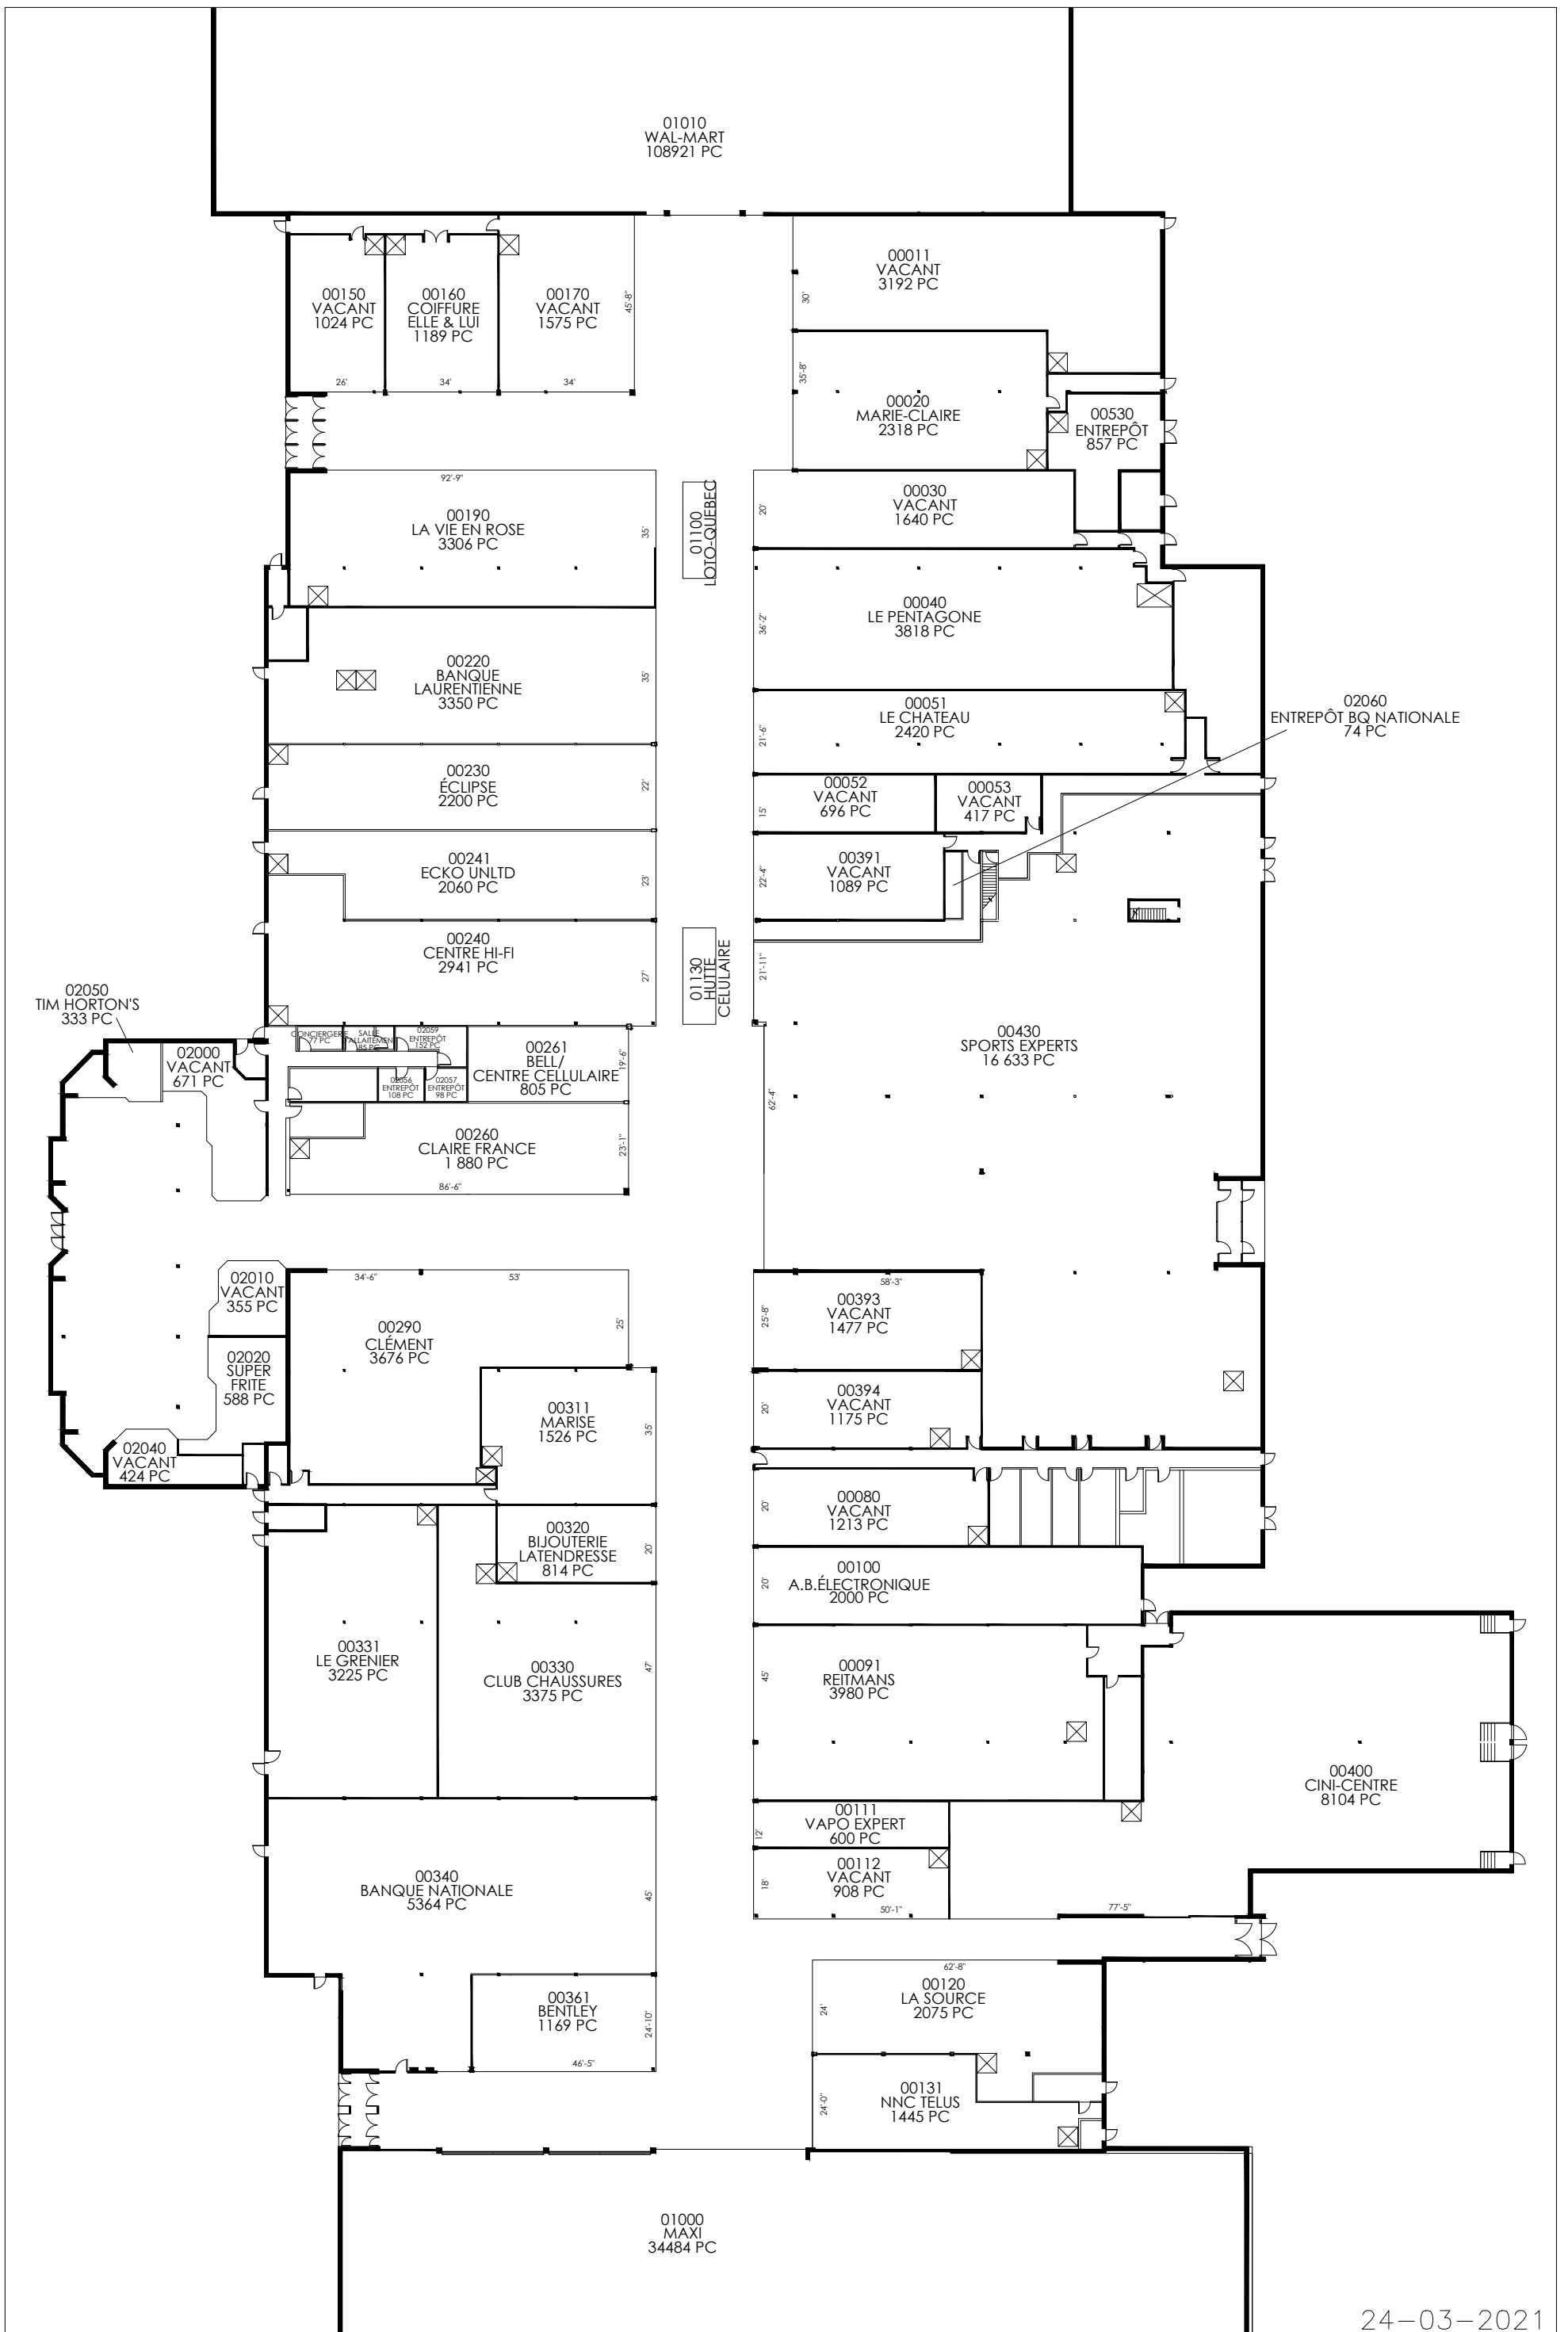 01010
WAL-MART
108921 PC
00150
VACANT
1024 PC
26'
00160
COIFFURE
ELLE & LUI
1189 PC
34'
00170
VACANT
1575 PC
34'
45'-8"
00011
VACANT
3192 PC
30'
00020
MARIE-CLAIRE
2318 PC
35'-8"
00530
ENTREPÔT
857 PC
92'-9"
00190
LA VIE EN ROSE
3306 PC
35'
01100
LOTO-QUEBEC
00030
VACANT
1640 PC
20'
00040
LE PENTAGONE
3818 PC
36'-2"
00220
BANQUE
LAURENTIENNE
3350 PC
35'
00051
LE CHATEAU
2420 PC
21'-6"
02060
ENTREPÔT BQ NATIONALE
74 PC
00230
ÉCLIPSE
2200 PC
22'
00052
VACANT
696 PC
15'
00053
VACANT
417 PC
00241
ECKO UNLTD
2060 PC
23'
00391
VACANT
1089 PC
22'-4"
00240
CENTRE HI-FI
2941 PC
27'
01130
HUTTE
CELULAIRE
21'-11"
02050
TIM HORTON'S
333 PC
02000
VACANT
671 PC
CONCIERGERIE
77 PC
SALLE
D'ALLAITEMENT
85 PC
02059
ENTREPÔT
152 PC
02056
ENTREPÔT
108 PC
02057
ENTREPÔT
98 PC
00261
BELL/
CENTRE CELLULAIRE
805 PC
19'-6"
00430
SPORTS EXPERTS
16 633 PC
62'-4"
00260
CLAIRE FRANCE
1 880 PC
23'-1"
86'-6"
02010
VACANT
355 PC
34'-6"
53'
00290
CLÉMENT
3676 PC
25'
58'-3"
00393
VACANT
1477 PC
25'-8"
02020
SUPER
FRITE
588 PC
00311
MARISE
1526 PC
35'
00394
VACANT
1175 PC
20'
02040
VACANT
424 PC
00320
BIJOUTERIE
LATENDRESSE
814 PC
20'
00080
VACANT
1213 PC
20'
00100
A.B.ÉLECTRONIQUE
2000 PC
20'
00331
LE GRENIER
3225 PC
00330
CLUB CHAUSSURES
3375 PC
47'
00091
REITMANS
3980 PC
45'
00400
CINI-CENTRE
8104 PC
77'-5"
00111
VAPO EXPERT
600 PC
12'
00112
VACANT
908 PC
18'
50'-1"
00340
BANQUE NATIONALE
5364 PC
45'
00361
BENTLEY
1169 PC
24'-10"
46'-5"
62'-8"
00120
LA SOURCE
2075 PC
24'
00131
NNC TELUS
1445 PC
24'-0"
01000
MAXI
34484 PC
24-03-2021